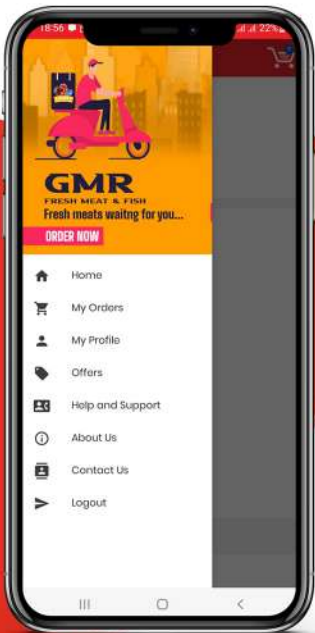 18:56
22%
GMR
FRESH MEAT & FISH
Fresh meats waitng for you...
ORDER NOW
Home
My Orders
My Profile
Offers
Help and Support
About Us
Contact Us
Logout